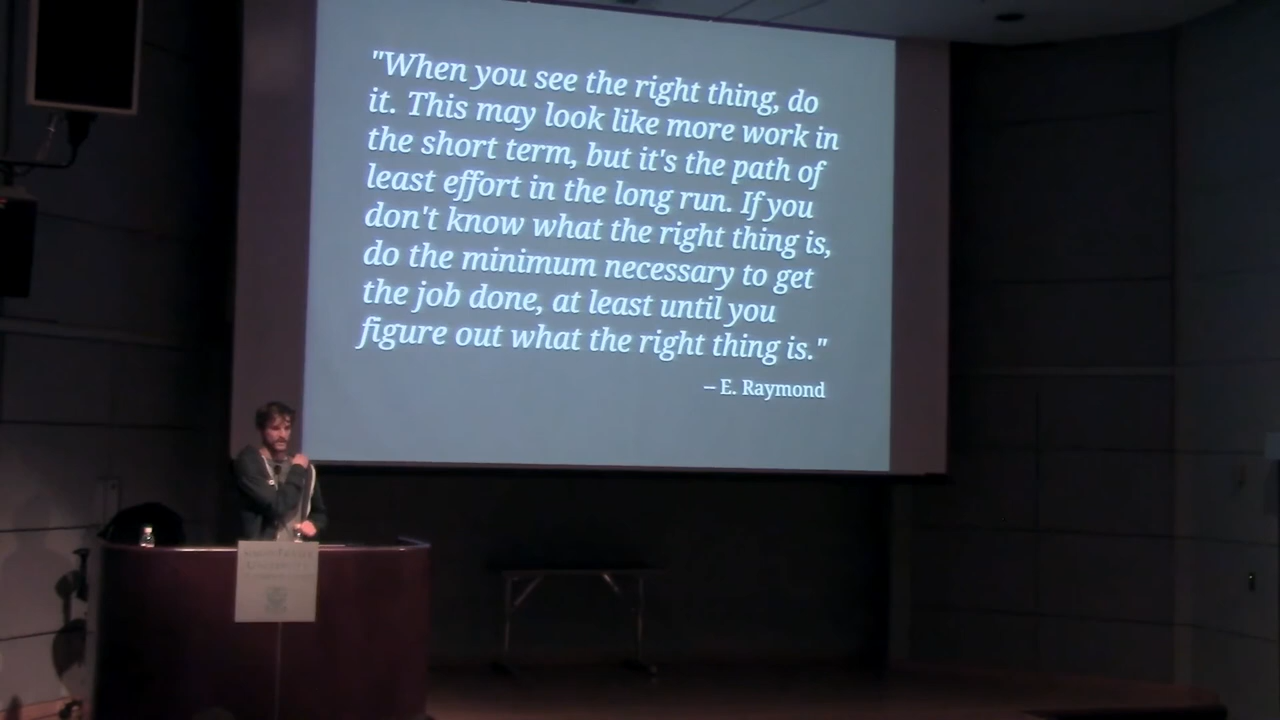 "When you see the right thing, do
it. This may look like more work in
the short term, but it's the path of
least effort in the long run. If you
don't know what the right thing is,
do the minimum necessary to get
the job done, at least until you
figure out what the right thing is."
– E. Raymond